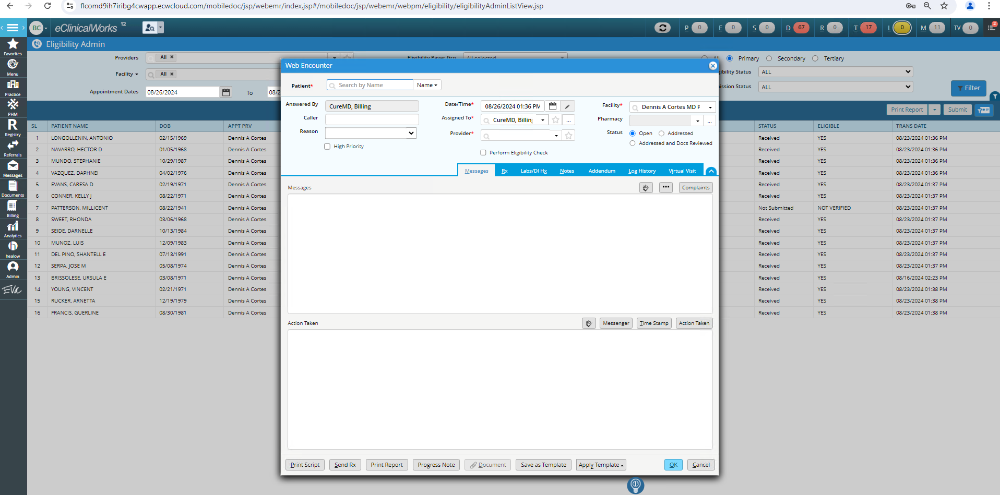 flcomd9ih7iribg4cwapp.ecwcloud.com/mobiledoc/jsp/webemr/index.jsp#/mobiledoc/jsp/webemr/webpm/eligibility/eligibilityAdminListView.jsp
BC eClinicalWorks 12 P 0 E 0 S 0 D 67 R 0 T 17 L 0 M 11 TV 0 2
Eligibility Admin
Favorites
Menu
Practice
PHM
Registry
Referrals
Messages
Documents
Billing
Analytics
healow
Admin
EVA
Providers All Eligibility Payer Grp All selected All Primary Secondary Tertiary
Facility All Status ALL
Appointment Dates 08/26/2024 To Status ALL Filter
Print Report Submit
SL PATIENT NAME DOB APPT PRV STATUS ELIGIBLE TRANS DATE
1 LONGOLLENIN, ANTONIO 02/15/1969 Dennis A Cortes Received YES 08/23/2024 01:36 PM
2 NAVARRO, HECTOR D 01/05/1968 Dennis A Cortes Received YES 08/23/2024 01:36 PM
3 MUNDO, STEPHANIE 10/29/1987 Dennis A Cortes Received YES 08/23/2024 01:36 PM
4 VAZQUEZ, DAPHNEI 04/02/1976 Dennis A Cortes Received YES 08/23/2024 01:36 PM
5 EVANS, CARESA D 02/19/1971 Dennis A Cortes Received YES 08/23/2024 01:37 PM
6 CONNER, KELLY J 08/22/1971 Dennis A Cortes Received YES 08/23/2024 01:37 PM
7 PATTERSON, MILLICENT 08/22/1941 Dennis A Cortes Not Submitted NOT VERIFIED 08/23/2024 01:37 PM
8 SWEET, RHONDA 03/06/1968 Dennis A Cortes Received YES 08/23/2024 01:37 PM
9 SEIDE, DARNELLE 10/13/1984 Dennis A Cortes Received YES 08/23/2024 01:37 PM
10 MUNOZ, LUIS 12/09/1983 Dennis A Cortes Received YES 08/23/2024 01:37 PM
11 DEL PINO, SHANTELL E 07/13/1991 Dennis A Cortes Received YES 08/23/2024 01:37 PM
12 SERPA, JOSE M 05/08/1974 Dennis A Cortes Received YES 08/23/2024 01:37 PM
13 BRISSOLESE, URSULA E 03/08/1971 Dennis A Cortes Received YES 08/16/2024 02:23 PM
14 YOUNG, VINCENT 02/21/1971 Dennis A Cortes Received YES 08/23/2024 01:38 PM
15 RUCKER, ARNETTA 12/19/1979 Dennis A Cortes Received YES 08/23/2024 01:38 PM
16 FRANCIS, GUERLINE 08/30/1981 Dennis A Cortes Received YES 08/23/2024 01:38 PM
Web Encounter
Patient* Search by Name Name
Answered By CureMD, Billing Date/Time* 08/26/2024 01:36 PM Facility* Dennis A Cortes MD P
Caller Assigned To* CureMD, Billing ... Pharmacy ...
Reason Provider* Status Open Addressed
High Priority Addressed and Docs Reviewed
Perform Eligibility Check
Messages Rx Labs/DI Hx Notes Addendum Log History Virtual Visit
Messages ab ••• Complaints
Action Taken ab Messenger Time Stamp Action Taken
Print Script Send Rx Print Report Progress Note Document Save as Template Apply Template OK Cancel